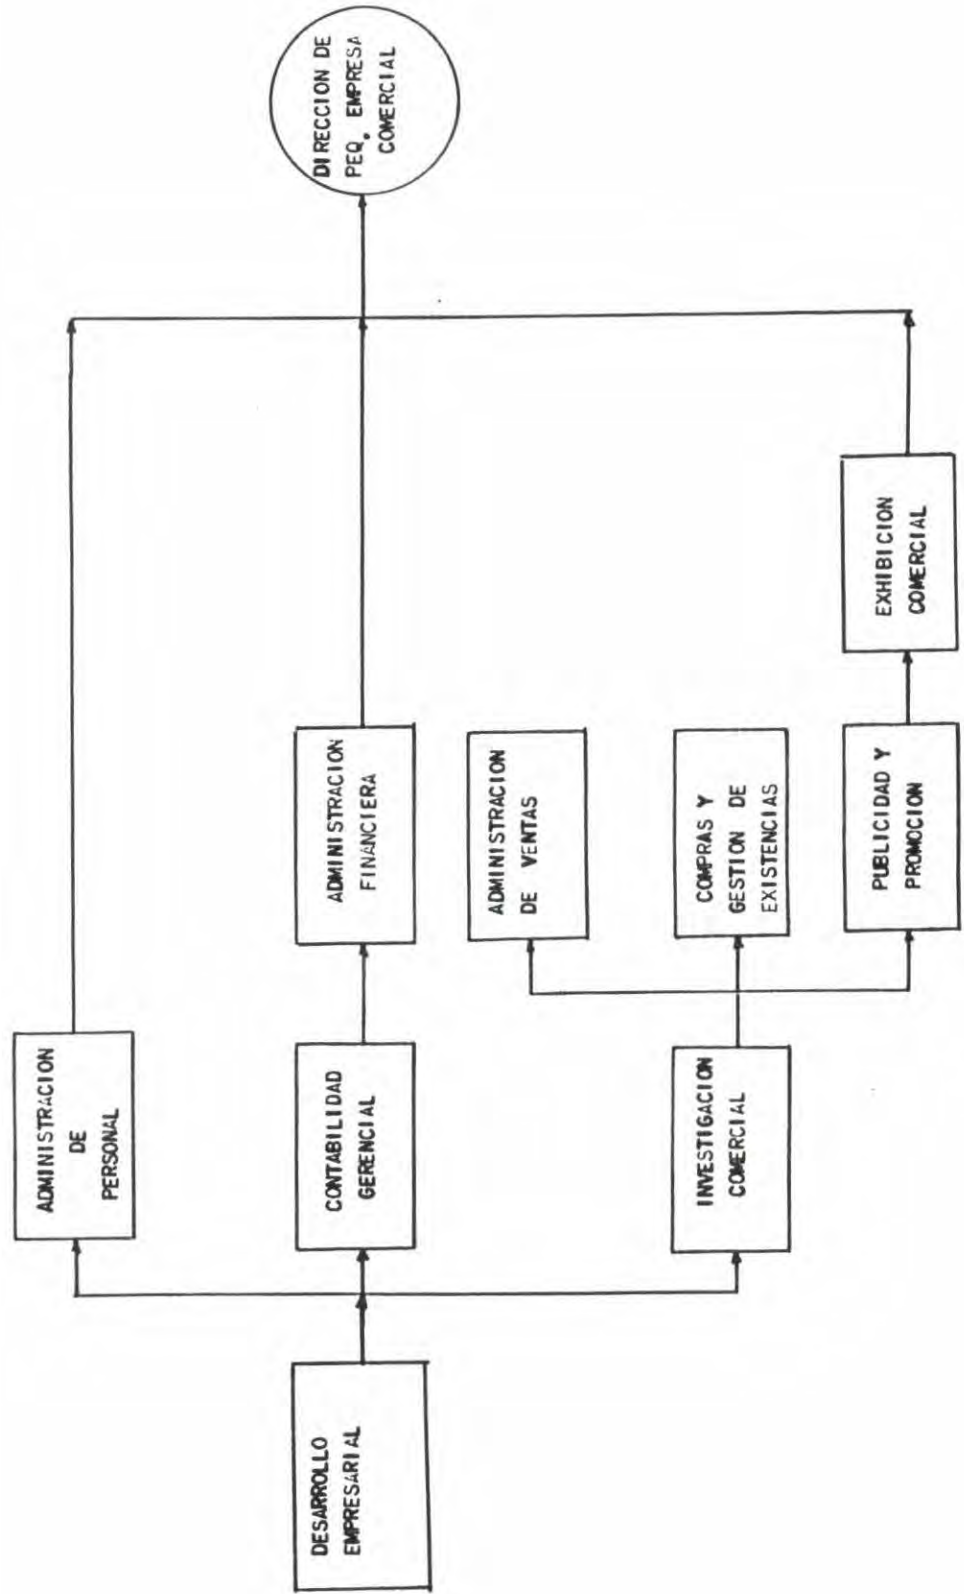 DESARROLLO
EMPRESARIAL
ADMINISTRACION
DE
PERSONAL
CONTABILIDAD
GERENCIAL
INVESTIGACION
COMERCIAL
ADMINISTRACION
FINANCIERA
ADMINISTRACION
DE VENTAS
COMPRAS Y
GESTION DE
EXISTENCIAS
PUBLICIDAD Y
PROMOCION
EXHIBICION
COMERCIAL
DIRECCION DE
PEQ. EMPRESA
COMERCIAL